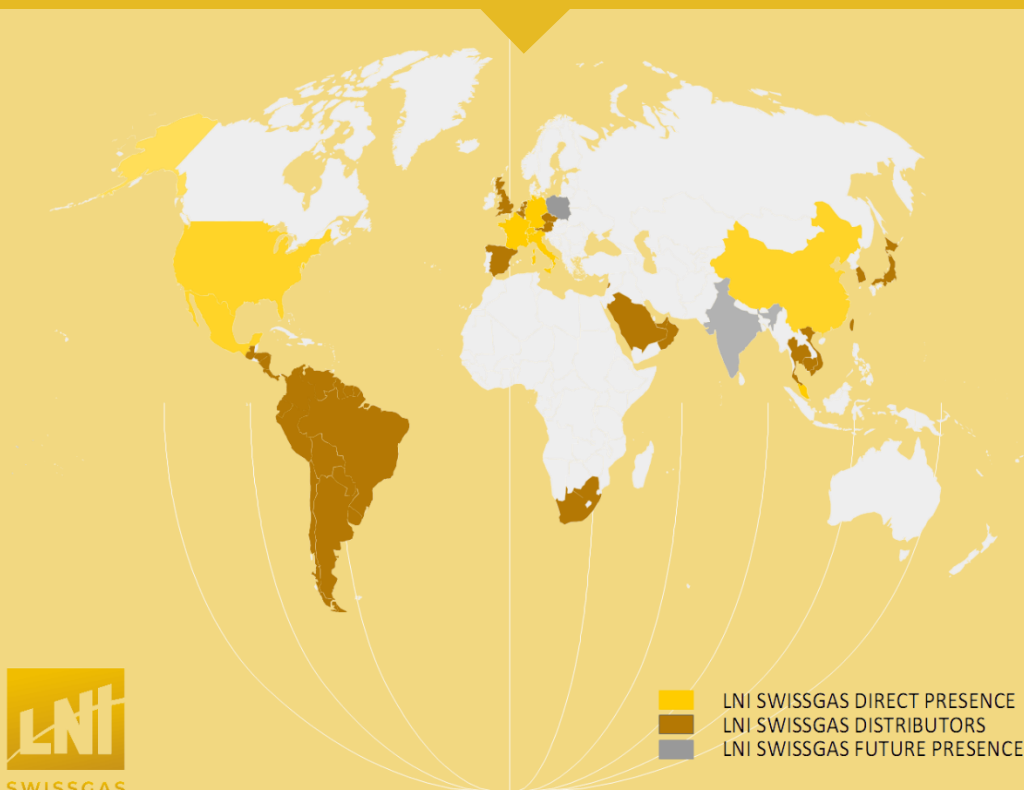 LNI SWISSGAS DIRECT PRESENCE
LNI SWISSGAS DISTRIBUTORS
LNI SWISSGAS FUTURE PRESENCE
LNI
SWISSGAS